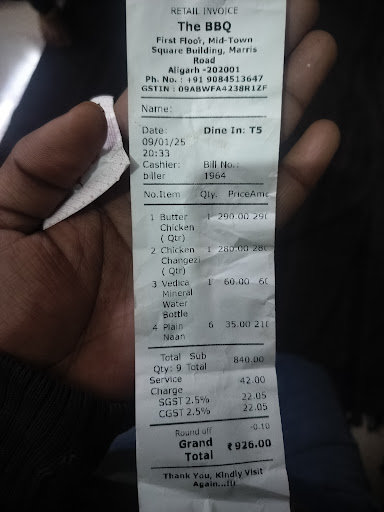 RETAIL INVOICE
The BBQ
First Floor, Mid-Town
Square Building, Marris
Road
Aligarh -202001
Ph. No. : +91 9084513647
GSTIN : 09ABWFA4238R1ZF
Name:
Date: Dine In: T5
09/01/25
20:33
Cashier: Bill No.:
biller 1964
No.Item Qty. Price Amo
1 Butter 1 290.00 290
Chicken
( Qtr)
2 Chicken 1 280.00 280
Changezi
( Qtr)
3 Vedica 1 60.00 60
Mineral
Water
Bottle
4 Plain 6 35.00 210
Naan
Total Sub 840.00
Qty: 9 Total
Service 42.00
Charge
SGST 2.5% 22.05
CGST 2.5% 22.05
Round off -0.10
Grand ₹926.00
Total
Thank You, Kindly Visit
Again...!!)